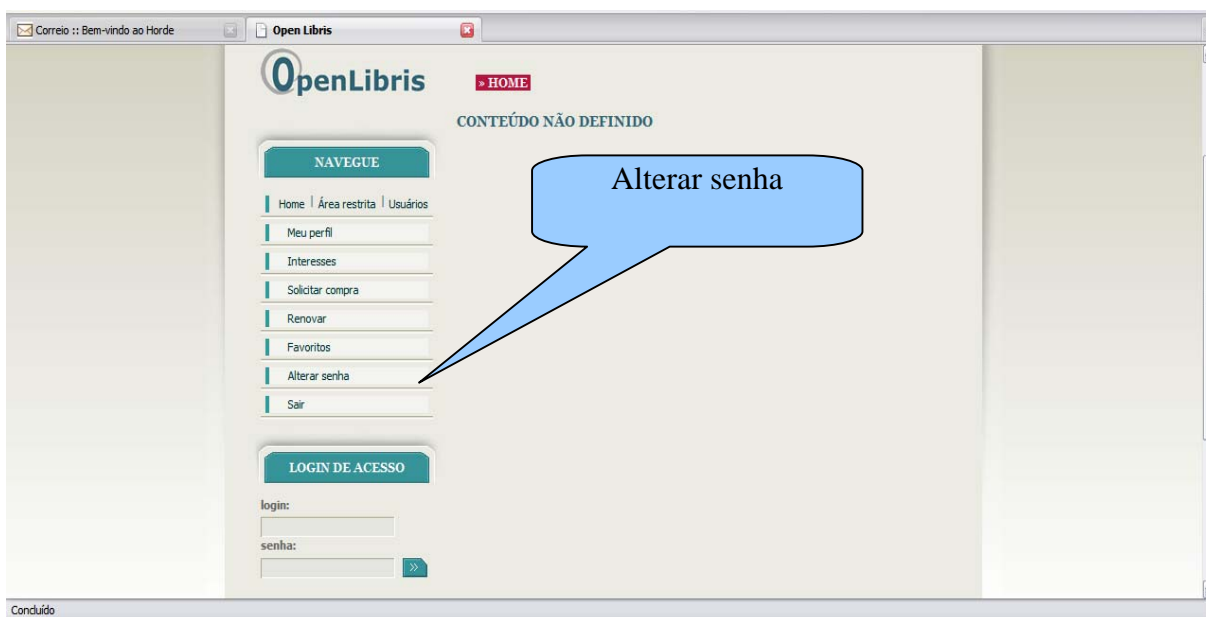 Correio :: Bem-vindo ao Horde
Open Libris
OpenLibris
» HOME
CONTEÚDO NÃO DEFINIDO
NAVEGUE
Alterar senha
Home | Área restrita | Usuários
Meu perfil
Interesses
Solicitar compra
Renovar
Favoritos
Alterar senha
Sair
LOGIN DE ACESSO
login:
senha:
»
Concluído